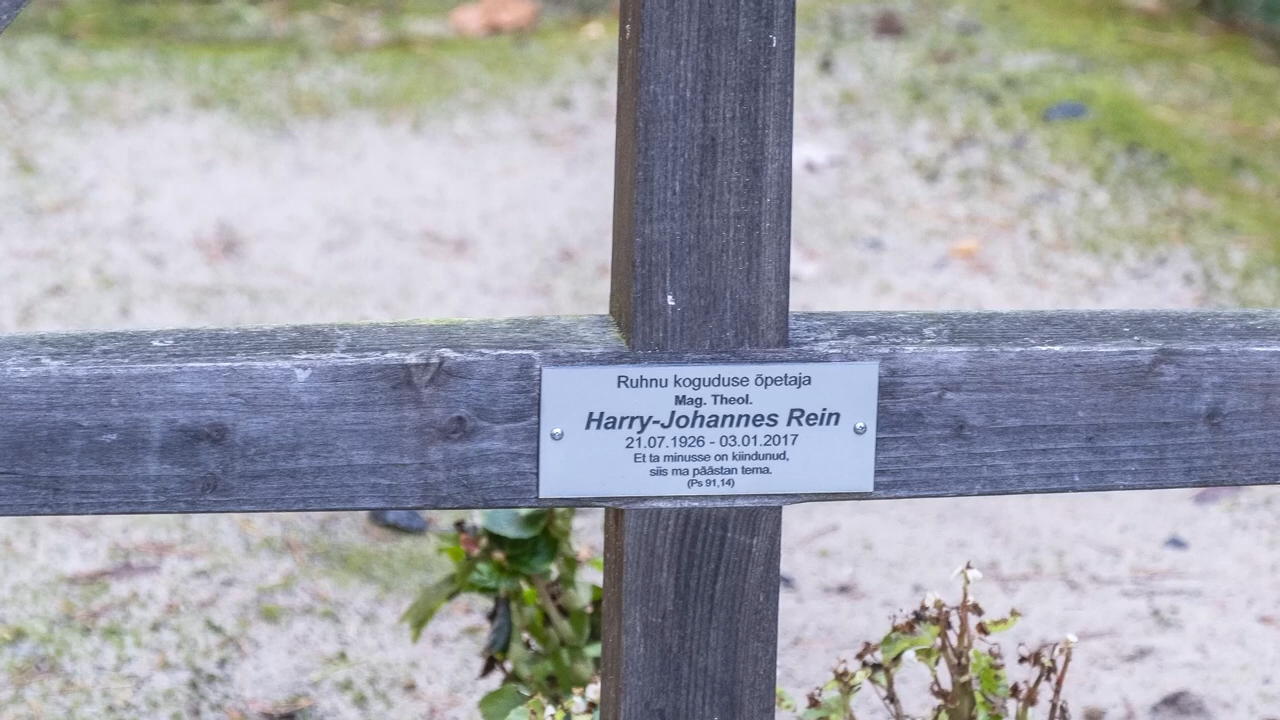 Ruhnu koguduse õpetaja
Mag. Theol.
Harry-Johannes Rein
21.07.1926 - 03.01.2017
Et ta minusse on kiindunud,
siis ma päästan tema.
(Ps 91,14)